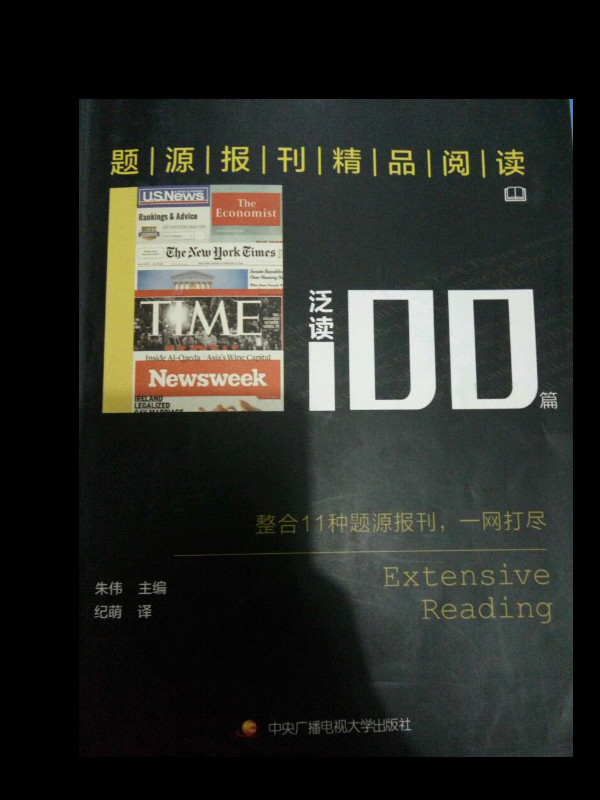 题|源|报|刊|精|品|阅|读
U.S.News
Rankings & Advice
The
Economist
The New York Times
TIME
Inside Al-Qaeda Asia's Wine Capital
Newsweek
IRELAND
LEGALIZED
GAY MARRIAGE
泛读
100
篇
整合11种题源报刊，一网打尽
Extensive
Reading
朱伟 主编
纪萌 译
中央广播电视大学出版社